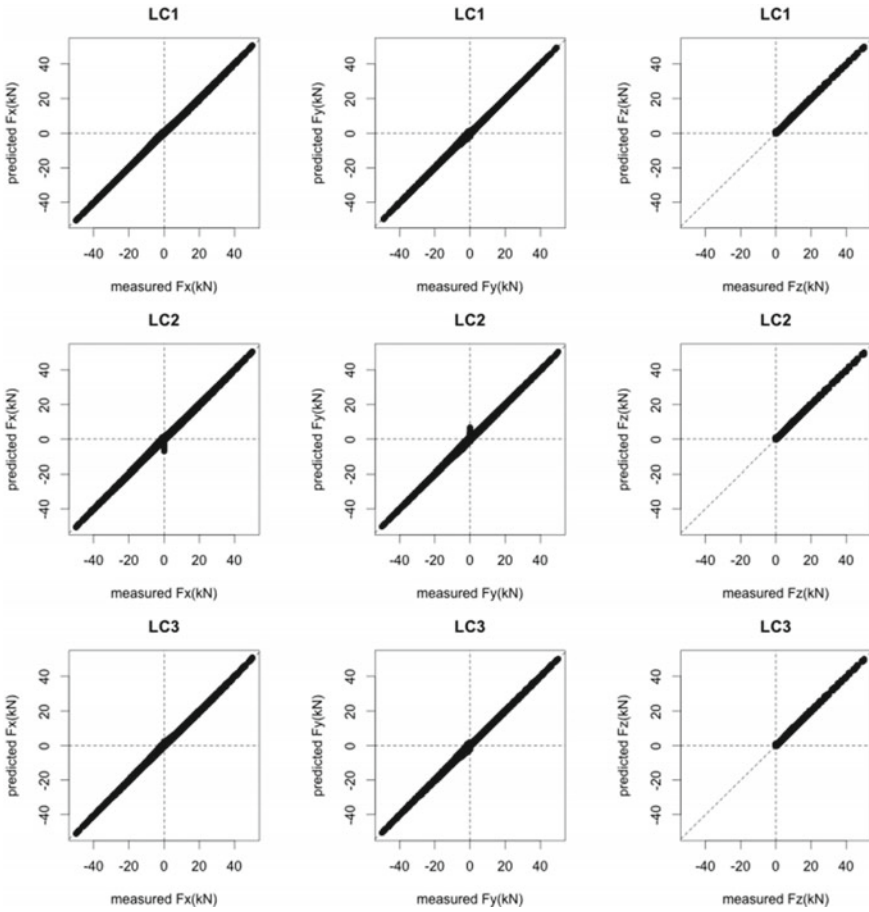 LC1 LC1 LC1
predicted Fx(kN) predicted Fy(kN) predicted Fz(kN)
40 40 40
20 20 20
0 0 0
-20 -20 -20
-40 -40 -40
-40 -20 0 20 40 -40 -20 0 20 40 -40 -20 0 20 40
measured Fx(kN) measured Fy(kN) measured Fz(kN)
LC2 LC2 LC2
predicted Fx(kN) predicted Fy(kN) predicted Fz(kN)
40 40 40
20 20 20
0 0 0
-20 -20 -20
-40 -40 -40
-40 -20 0 20 40 -40 -20 0 20 40 -40 -20 0 20 40
measured Fx(kN) measured Fy(kN) measured Fz(kN)
LC3 LC3 LC3
predicted Fx(kN) predicted Fy(kN) predicted Fz(kN)
40 40 40
20 20 20
0 0 0
-20 -20 -20
-40 -40 -40
-40 -20 0 20 40 -40 -20 0 20 40 -40 -20 0 20 40
measured Fx(kN) measured Fy(kN) measured Fz(kN)